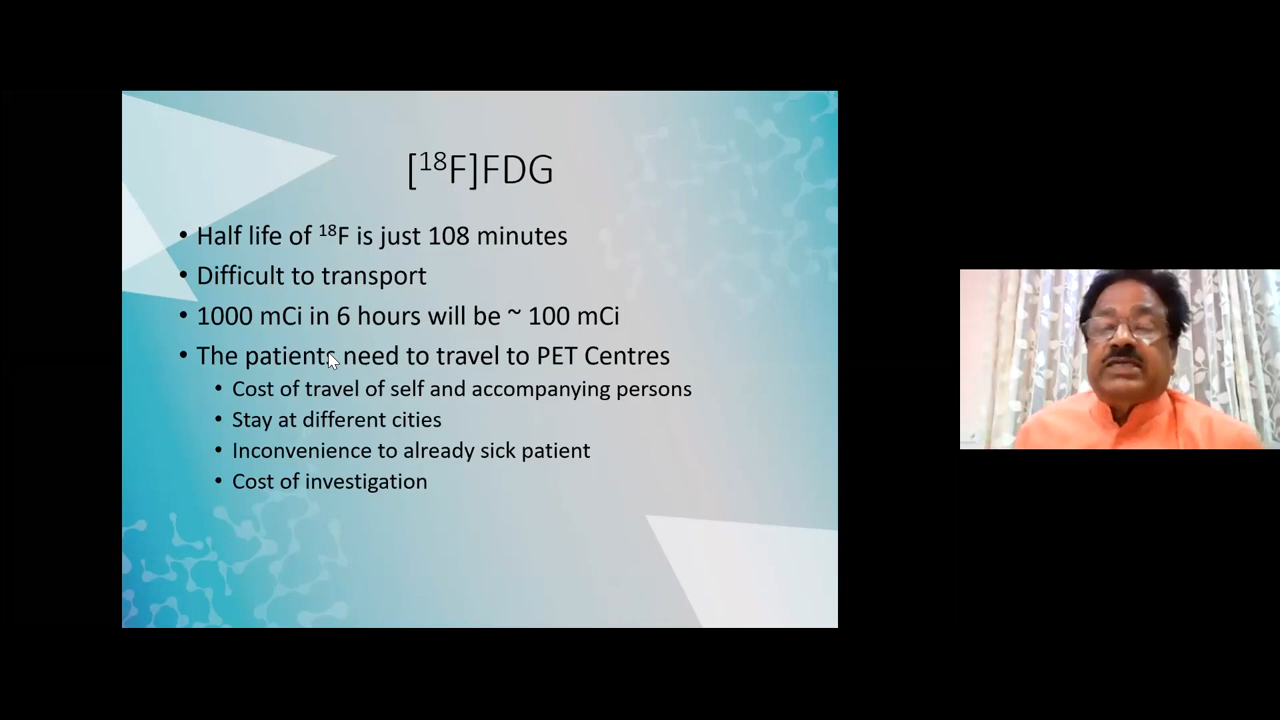 [¹⁸F]FDG
• Half life of ¹⁸F is just 108 minutes
• Difficult to transport
• 1000 mCi in 6 hours will be ~ 100 mCi
• The patients need to travel to PET Centres
• Cost of travel of self and accompanying persons
• Stay at different cities
• Inconvenience to already sick patient
• Cost of investigation